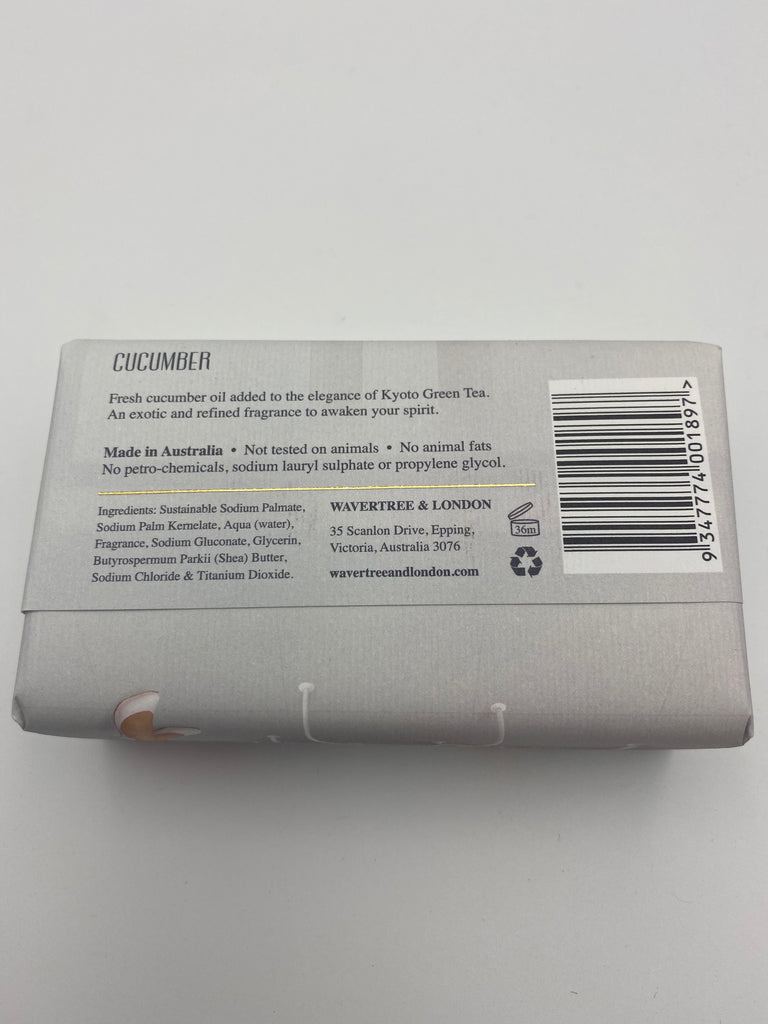 CUCUMBER
Fresh cucumber oil added to the elegance of Kyoto Green Tea.
An exotic and refined fragrance to awaken your spirit.
Made in Australia • Not tested on animals • No animal fats
No petro-chemicals, sodium lauryl sulphate or propylene glycol.
Ingredients: Sustainable Sodium Palmate,
Sodium Palm Kernelate, Aqua (water),
Fragrance, Sodium Gluconate, Glycerin,
Butyrospermum Parkii (Shea) Butter,
Sodium Chloride & Titanium Dioxide.
WAVERTREE & LONDON
35 Scanlon Drive, Epping,
Victoria, Australia 3076
wavertreeandlondon.com
36m
9 347774 001897 >